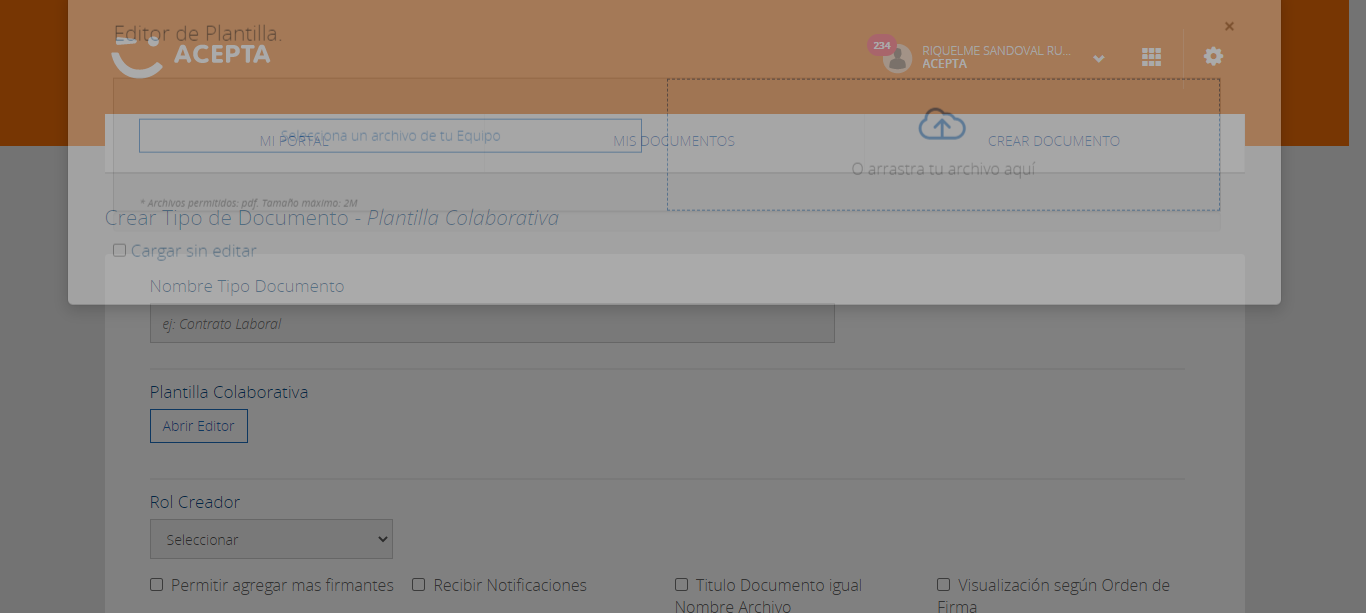 Editor de Plantilla.
×
ACEPTA
234
RIQUELME SANDOVAL RU...
ACEPTA
Selecciona un archivo de tu Equipo
MI PORTAL
MIS DOCUMENTOS
CREAR DOCUMENTO
O arrastra tu archivo aquí
* Archivos permitidos: pdf. Tamaño máximo: 2M
Crear Tipo de Documento - Plantilla Colaborativa
Cargar sin editar
Nombre Tipo Documento
ej: Contrato Laboral
Plantilla Colaborativa
Abrir Editor
Rol Creador
Seleccionar
Permitir agregar mas firmantes
Recibir Notificaciones
Titulo Documento igual
Nombre Archivo
Visualización según Orden de
Firma